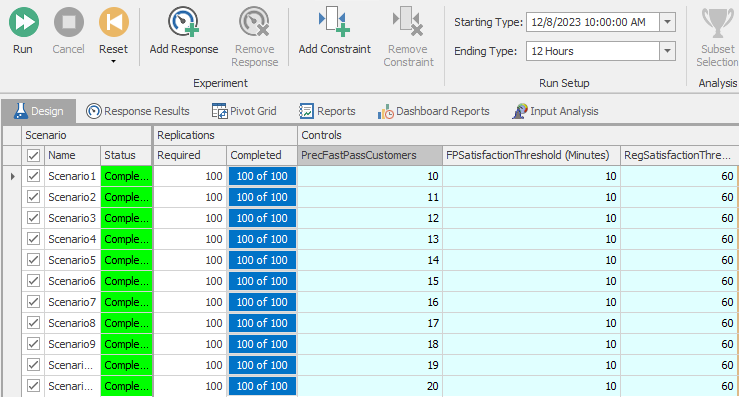 Run
Cancel
Reset
Add Response
Remove Response
Experiment
Add Constraint
Remove Constraint
Starting Type: 12/8/2023 10:00:00 AM
Ending Type: 12 Hours
Run Setup
Subset Selection
Analysis
Design Response Results Pivot Grid Reports Dashboard Reports Input Analysis
Scenario Replications Controls
Name Status Required Completed PrecFastPassCustomers FPSatisfactionThreshold (Minutes) RegSatisfactionThre...
Scenario1 Comple... 100 100 of 100 10 10 60
Scenario2 Comple... 100 100 of 100 11 10 60
Scenario3 Comple... 100 100 of 100 12 10 60
Scenario4 Comple... 100 100 of 100 13 10 60
Scenario5 Comple... 100 100 of 100 14 10 60
Scenario6 Comple... 100 100 of 100 15 10 60
Scenario7 Comple... 100 100 of 100 16 10 60
Scenario8 Comple... 100 100 of 100 17 10 60
Scenario9 Comple... 100 100 of 100 18 10 60
Scenari... Comple... 100 100 of 100 19 10 60
Scenari... Comple... 100 100 of 100 20 10 60